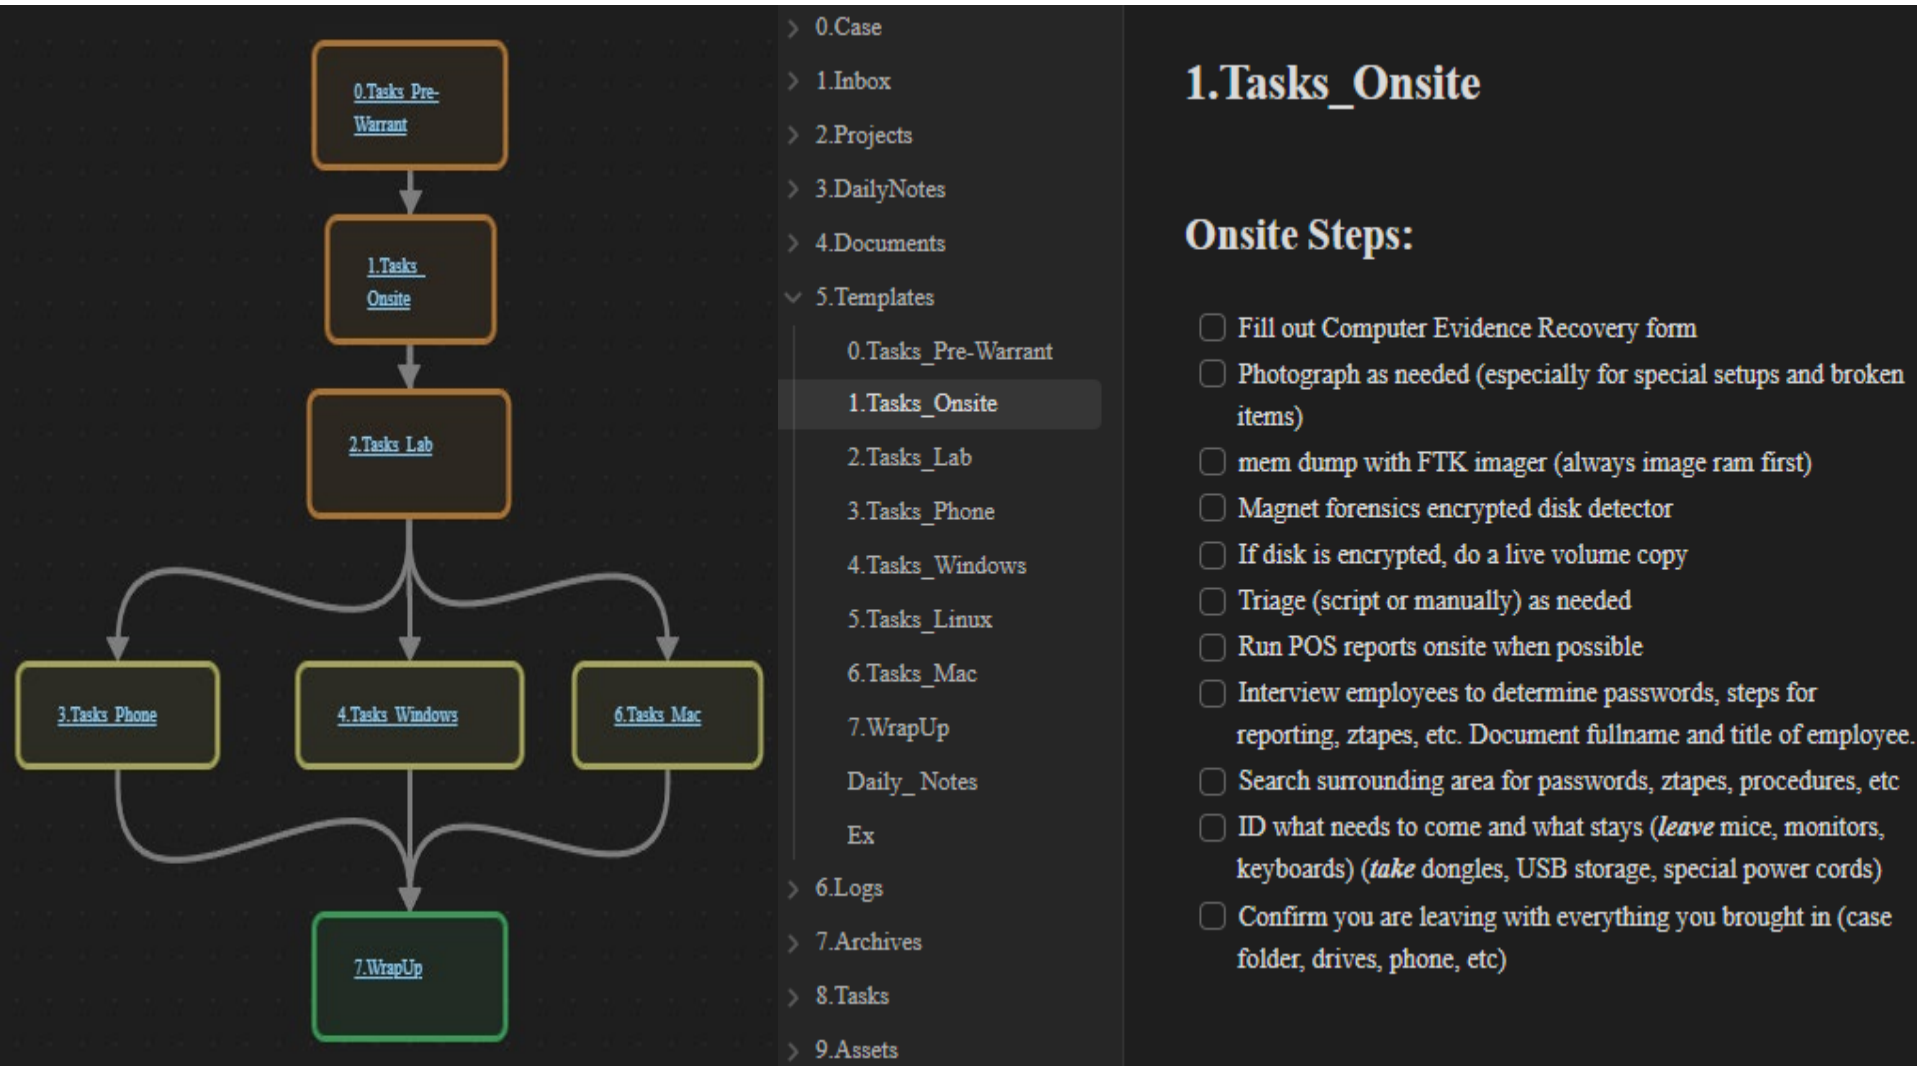 0.Tasks_Pre-
Warrant
1.Tasks_
Onsite
2.Tasks_Lab
3.Tasks_Phone
4.Tasks_Windows
6.Tasks_Mac
7.WrapUp
0.Case
1.Inbox
2.Projects
3.DailyNotes
4.Documents
5.Templates
0.Tasks_Pre-Warrant
1.Tasks_Onsite
2.Tasks_Lab
3.Tasks_Phone
4.Tasks_Windows
5.Tasks_Linux
6.Tasks_Mac
7.WrapUp
Daily_ Notes
Ex
6.Logs
7.Archives
8.Tasks
9.Assets
1.Tasks_Onsite
Onsite Steps:
Fill out Computer Evidence Recovery form
Photograph as needed (especially for special setups and broken
items)
mem dump with FTK imager (always image ram first)
Magnet forensics encrypted disk detector
If disk is encrypted, do a live volume copy
Triage (script or manually) as needed
Run POS reports onsite when possible
Interview employees to determine passwords, steps for
reporting, ztapes, etc. Document fullname and title of employee.
Search surrounding area for passwords, ztapes, procedures, etc
ID what needs to come and what stays (leave mice, monitors,
keyboards) (take dongles, USB storage, special power cords)
Confirm you are leaving with everything you brought in (case
folder, drives, phone, etc)